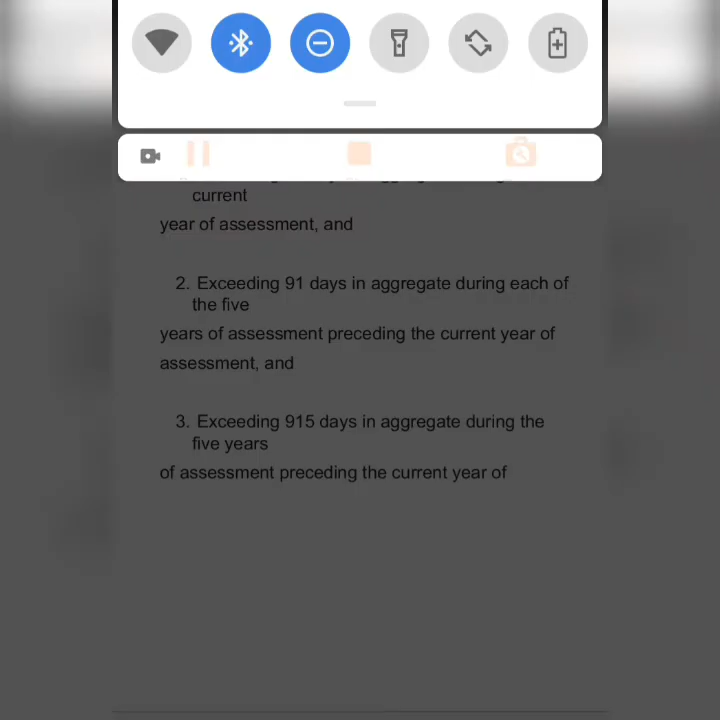 current
year of assessment, and
2. Exceeding 91 days in aggregate during each of
the five
years of assessment preceding the current year of
assessment, and
3. Exceeding 915 days in aggregate during the
five years
of assessment preceding the current year of